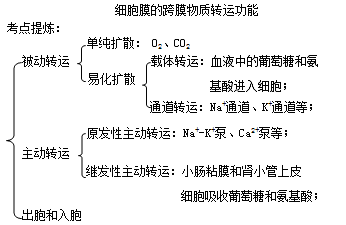 细胞膜的跨膜物质转运功能
考点提炼：
单纯扩散：O₂、CO₂
被动转运
易化扩散
载体转运：血液中的葡萄糖和氨
基酸进入细胞；
通道转运：Na⁺通道、K⁺通道等；
原发性主动转运：Na⁺-K⁺泵、Ca²⁺泵等；
主动转运
继发性主动转运：小肠粘膜和肾小管上皮
细胞吸收葡萄糖和氨基酸；
出胞和入胞